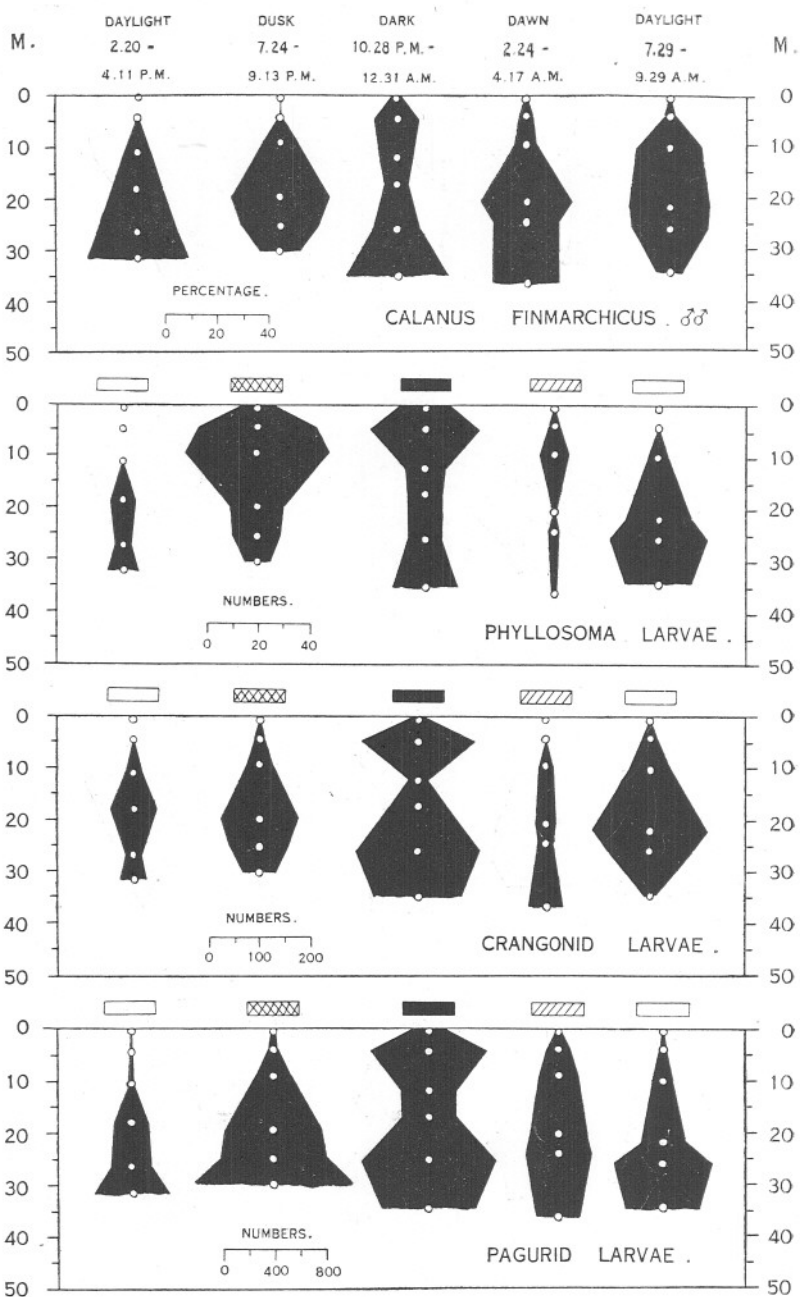 DAYLIGHT DUSK DARK DAWN DAYLIGHT
M. 2.20 - 7.24 - 10.28 P.M. - 2.24 - 7.29 - M.
4.11 P.M. 9.13 P.M. 12.31 A.M. 4.17 A.M. 9.29 A.M.
0 0
10 10
20 20
30 30
PERCENTAGE.
0 20 40
CALANUS FINMARCHICUS. ♂♂
40 40
50 50
0 0
10 10
20 20
30 30
NUMBERS.
0 20 40
40 40
PHYLLOSOMA LARVAE.
50 50
0 0
10 10
20 20
30 30
NUMBERS.
0 100 200
40 40
CRANGONID LARVAE.
50 50
0 0
10 10
20 20
30 30
NUMBERS.
0 400 800
40 40
PAGURID LARVAE.
50 50